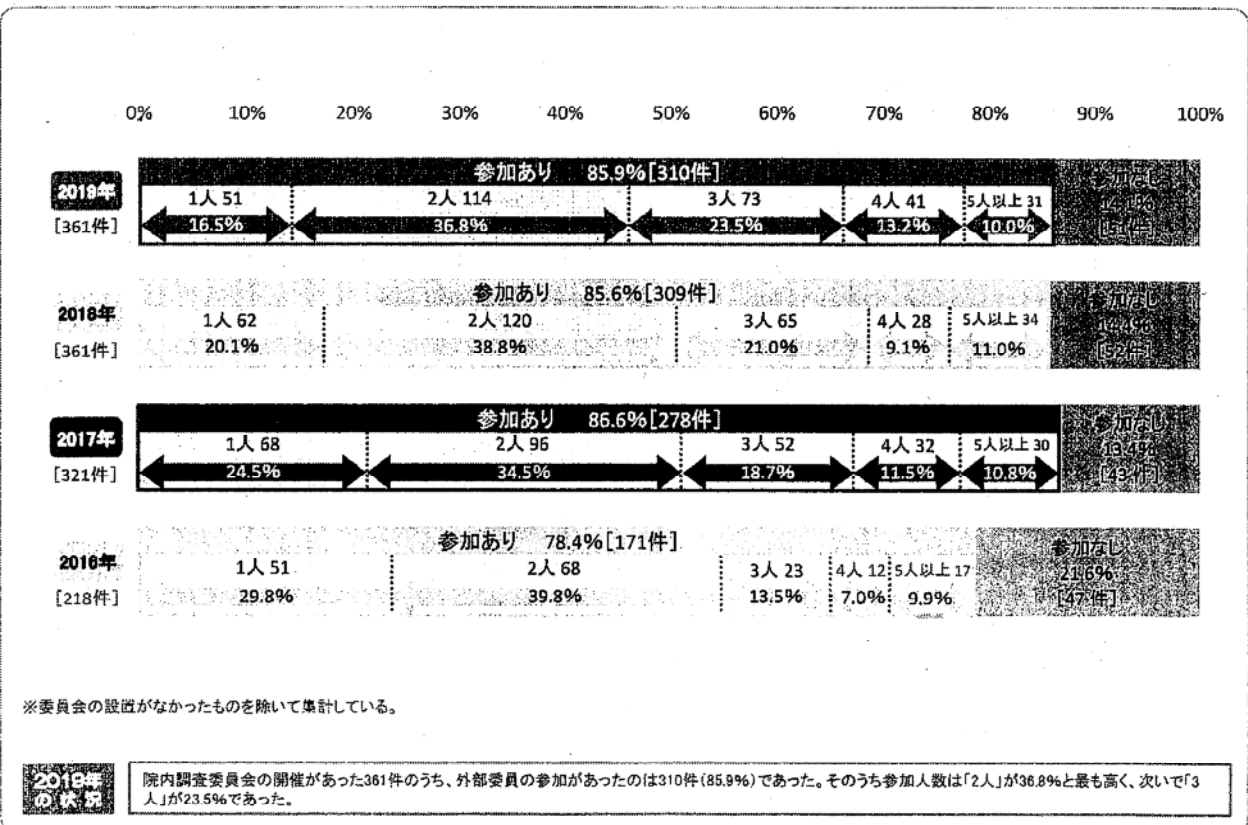 0% 10% 20% 30% 40% 50% 60% 70% 80% 90% 100%
2019年
[361件]
参加あり 85.9%[310件]
1人 51 2人 114 3人 73 4人 41 5人以上 31
16.5% 36.8% 23.5% 13.2% 10.0%
参加なし
14.1%
[51件]
2018年
[361件]
参加あり 85.6%[309件]
1人 62 2人 120 3人 65 4人 28 5人以上 34
20.1% 38.8% 21.0% 9.1% 11.0%
参加なし
14.4%
[52件]
2017年
[321件]
参加あり 86.6%[278件]
1人 68 2人 96 3人 52 4人 32 5人以上 30
24.5% 34.5% 18.7% 11.5% 10.8%
参加なし
13.4%
[43件]
2016年
[218件]
参加あり 78.4%[171件]
1人 51 2人 68 3人 23 4人 12 5人以上 17
29.8% 39.8% 13.5% 7.0% 9.9%
参加なし
21.6%
[47件]
※委員会の設置がなかったものを除いて集計している。
2019年
の状況
院内調査委員会の開催があった361件のうち、外部委員の参加があったのは310件(85.9%)であった。そのうち参加人数は「2人」が36.8%と最も高く、次いで「3
人」が23.5%であった。